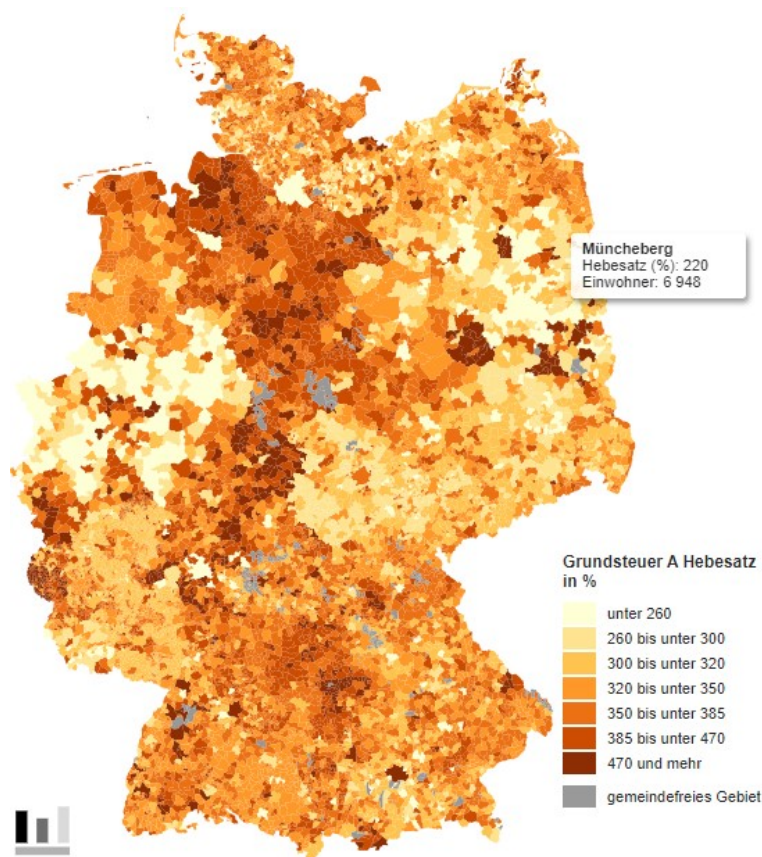 Müncheberg
Hebesatz (%): 220
Einwohner: 6 948
Grundsteuer A Hebesatz
in %
unter 260
260 bis unter 300
300 bis unter 320
320 bis unter 350
350 bis unter 385
385 bis unter 470
470 und mehr
gemeindefreies Gebiet